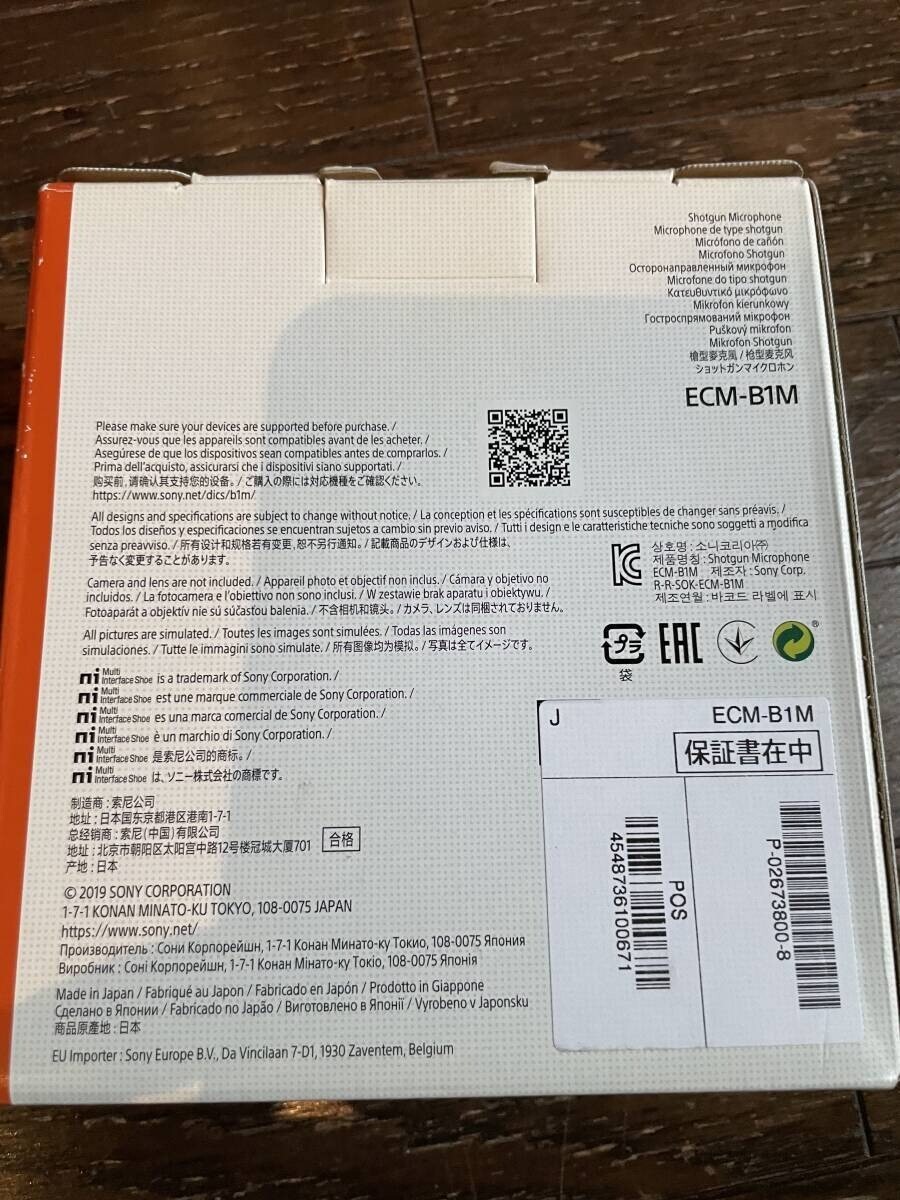 Shotgun Microphone
Microphone de type shotgun
Micrófono de cañón
Microfono Shotgun
Остронаправленный микрофон
Microfone do tipo shotgun
Κατευθυντικό μικρόφωνο
Mikrofon kierunkowy
Гостроспрямований мікрофон
Puškový mikrofon
Mikrofon Shotgun
槍型麥克風 / 枪型麦克风
ショットガンマイクロホン
ECM-B1M
Please make sure your devices are supported before purchase. /
Assurez-vous que les appareils sont compatibles avant de les acheter. /
Asegúrese de que los dispositivos sean compatibles antes de comprarlos. /
Prima dell'acquisto, assicurarsi che i dispositivi siano supportati. /
购买前, 请确认其支持您的设备。/ ご購入の際には対応機種をご確認ください。
https://www.sony.net/dics/b1m/
All designs and specifications are subject to change without notice. / La conception et les spécifications sont susceptibles de changer sans préavis. /
Todos los diseños y especificaciones se encuentran sujetos a cambio sin previo aviso. / Tutti i design e le caratteristiche tecniche sono soggetti a modifica
senza preavviso. / 所有设计和规格若有变更, 恕不另行通知。/ 記載商品のデザインおよび仕様は、
予告なく変更することがあります。
Camera and lens are not included. / Appareil photo et objectif non inclus. / Cámara y objetivo no
incluidos. / La fotocamera e l'obiettivo non sono inclusi. / W zestawie brak aparatu i obiektywu. /
Fotoaparát a objektív nie sú súčasťou balenia. / 不含相机和镜头。/ カメラ、レンズは同梱されておりません。
All pictures are simulated. / Toutes les images sont simulées. / Todas las imágenes son
simulaciones. / Tutte le immagini sono simulate. / 所有图像均为模拟。/ 写真は全てイメージです。
상호명 : 소니코리아㈜
제품명칭 : Shotgun Microphone
ECM-B1M 제조자 : Sony Corp.
R-R-SOK-ECM-B1M
제조연월 : 바코드 라벨에 표시
プラ
袋
EAC
®
Multi Interface Shoe is a trademark of Sony Corporation. /
Multi Interface Shoe est une marque commerciale de Sony Corporation. /
Multi Interface Shoe es una marca comercial de Sony Corporation. /
Multi Interface Shoe è un marchio di Sony Corporation. /
Multi Interface Shoe 是索尼公司的商标。/
Multi Interface Shoe は、ソニー株式会社の商標です。
制造商 : 索尼公司
地址 : 日本国东京都港区港南1-7-1
总经销商 : 索尼(中国)有限公司
地址 : 北京市朝阳区太阳宫中路12号楼冠城大厦701
产地 : 日本
合格
© 2019 SONY CORPORATION
1-7-1 KONAN MINATO-KU TOKYO, 108-0075 JAPAN
https://www.sony.net/
Производитель : Сони Корпорейшн, 1-7-1 Конан Минато-ку Токио, 108-0075 Япония
Виробник : Соні Корпорейшн, 1-7-1 Конан Мінато-ку Токіо, 108-0075 Японія
Made in Japan / Fabriqué au Japon / Fabricado en Japón / Prodotto in Giappone
Сделано в Японии / Fabricado no Japão / Виготовлено в Японії / Vyrobeno v Japonsku
商品原產地 : 日本
EU Importer : Sony Europe B.V., Da Vincilaan 7-D1, 1930 Zaventem, Belgium
J
ECM-B1M
保証書在中
POS
4548736100671
P-02673800-8